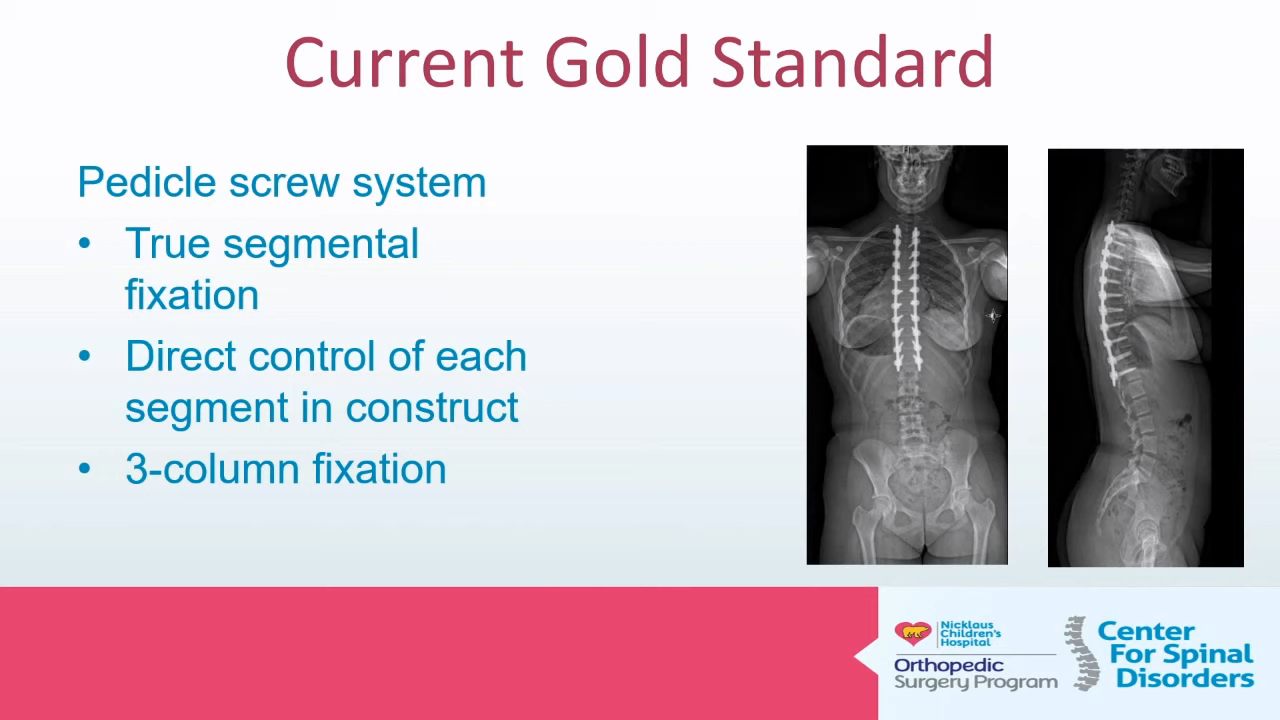 Current Gold Standard
Pedicle screw system
• True segmental
fixation
• Direct control of each
segment in construct
• 3-column fixation
Nicklaus
Children's
Hospital
Orthopedic
Surgery Program
Center
For Spinal
Disorders